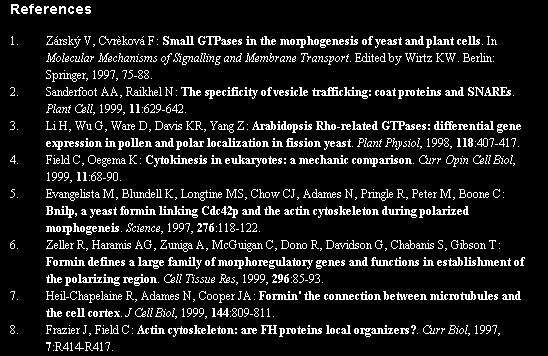 References
1. Zárský V, Cvrèková F: Small GTPases in the morphogenesis of yeast and plant cells. In
Molecular Mechanisms of Signalling and Membrane Transport. Edited by Wirtz KW. Berlin:
Springer, 1997, 75-88.
2. Sanderfoot AA, Raikhel N: The specificity of vesicle trafficking: coat proteins and SNAREs.
Plant Cell, 1999, 11:629-642.
3. Li H, Wu G, Ware D, Davis KR, Yang Z: Arabidopsis Rho-related GTPases: differential gene
expression in pollen and polar localization in fission yeast. Plant Physiol, 1998, 118:407-417.
4. Field C, Oegema K: Cytokinesis in eukaryotes: a mechanic comparison. Curr Opin Cell Biol,
1999, 11:68-90.
5. Evangelista M, Blundell K, Longtine MS, Chow CJ, Adames N, Pringle R, Peter M, Boone C:
Bnilp, a yeast formin linking Cdc42p and the actin cytoskeleton during polarized
morphogeneis. Science, 1997, 276:118-122.
6. Zeller R, Haramis AG, Zuniga A, McGuigan C, Dono R, Davidson G, Chabanis S, Gibson T:
Formin defines a large family of morphoregulatory genes and functions in establishment of
the polarizing region. Cell Tissue Res, 1999, 296:85-93.
7. Heil-Chapelaine R, Adames N, Cooper JA: Formin' the connection between microtubules and
the cell cortex. J Cell Biol, 1999, 144:809-811.
8. Frazier J, Field C: Actin cytoskeleton: are FH proteins local organizers?. Curr Biol, 1997,
7:R414-R417.